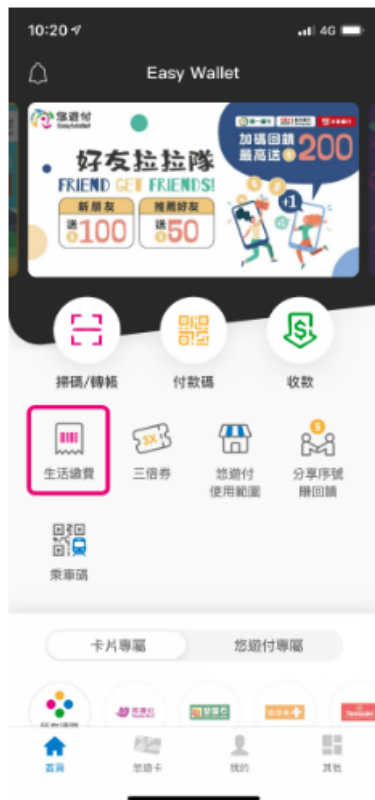 10:20
4G
Easy Wallet
悠遊付
EasyWallet
好友拉拉隊
FRIEND GET FRIENDS!
新朋友
送100
推薦好友
送50
加碼回饋
最高送200
+1
掃碼/轉帳
付款碼
收款
生活繳費
3X
三倍券
悠遊付
使用範圍
分享序號
賺回饋
乘車碼
卡片專屬
悠遊付專屬
首頁
悠遊卡
我的
其他